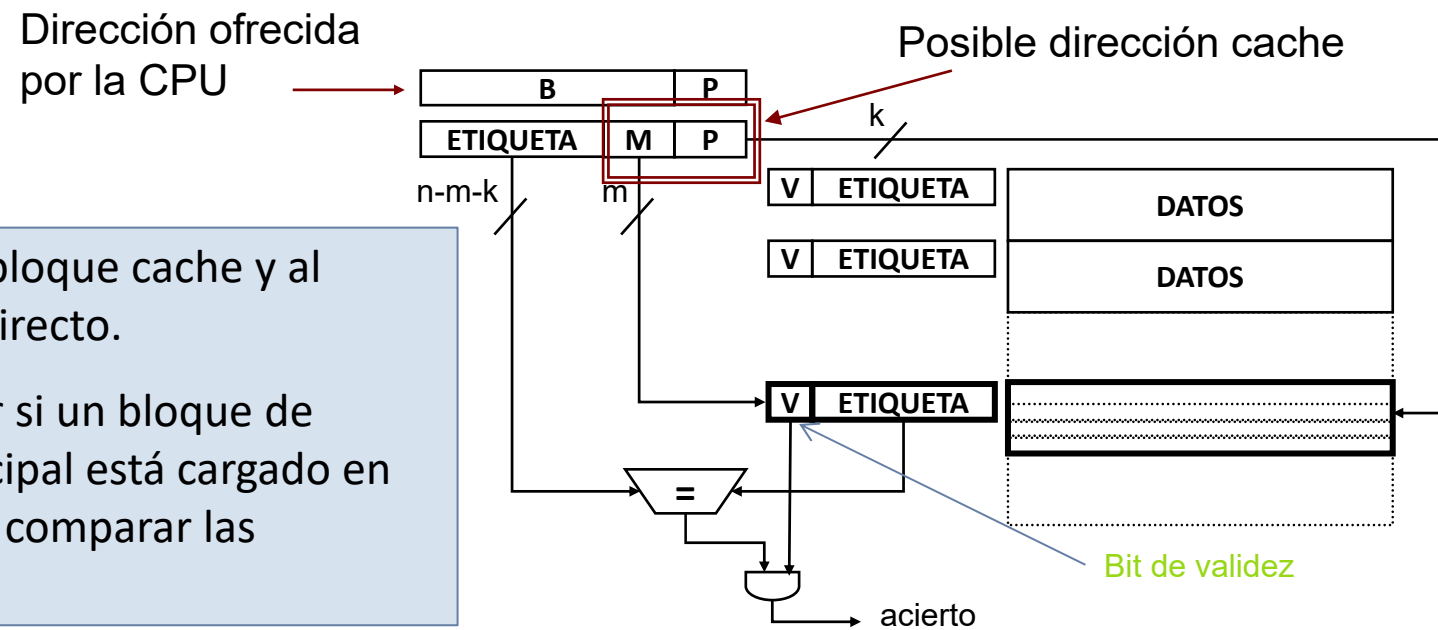 Dirección ofrecida
por la CPU
Posible dirección cache
B P
ETIQUETA M P
k
n-m-k
m
V ETIQUETA
DATOS
V ETIQUETA
DATOS
bloque cache y al
irecto.
r si un bloque de
cipal está cargado en
comparar las
V ETIQUETA
=
Bit de validez
acierto